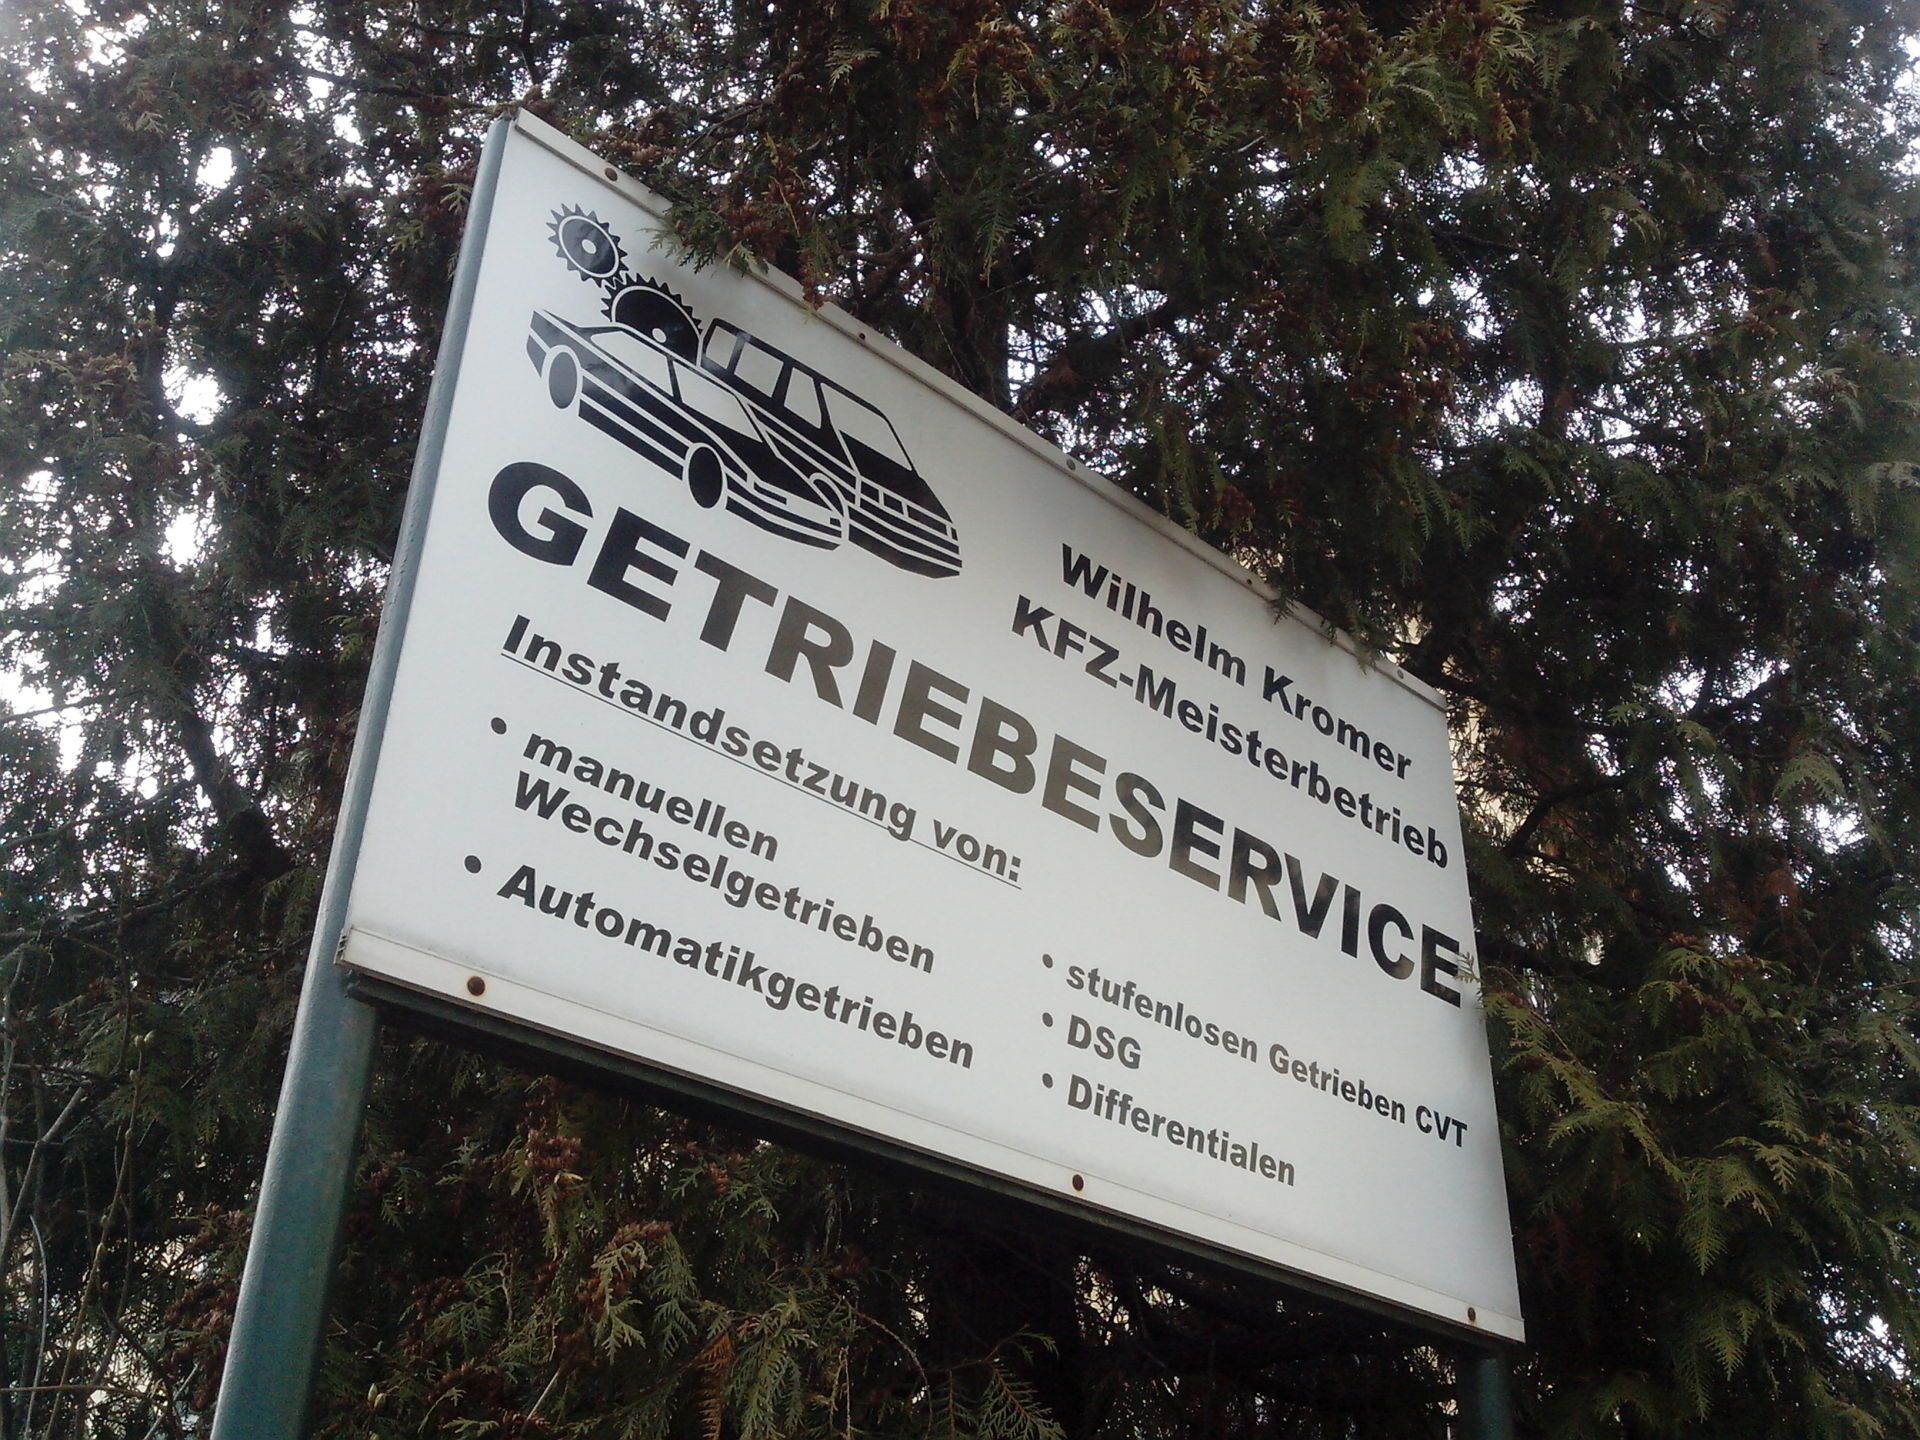 Wilhelm Kromer
KFZ-Meisterbetrieb
GETRIEBESERVICE
Instandsetzung von:
• manuellen
Wechselgetrieben
• Automatikgetrieben
• stufenlosen Getrieben CVT
• DSG
• Differentialen